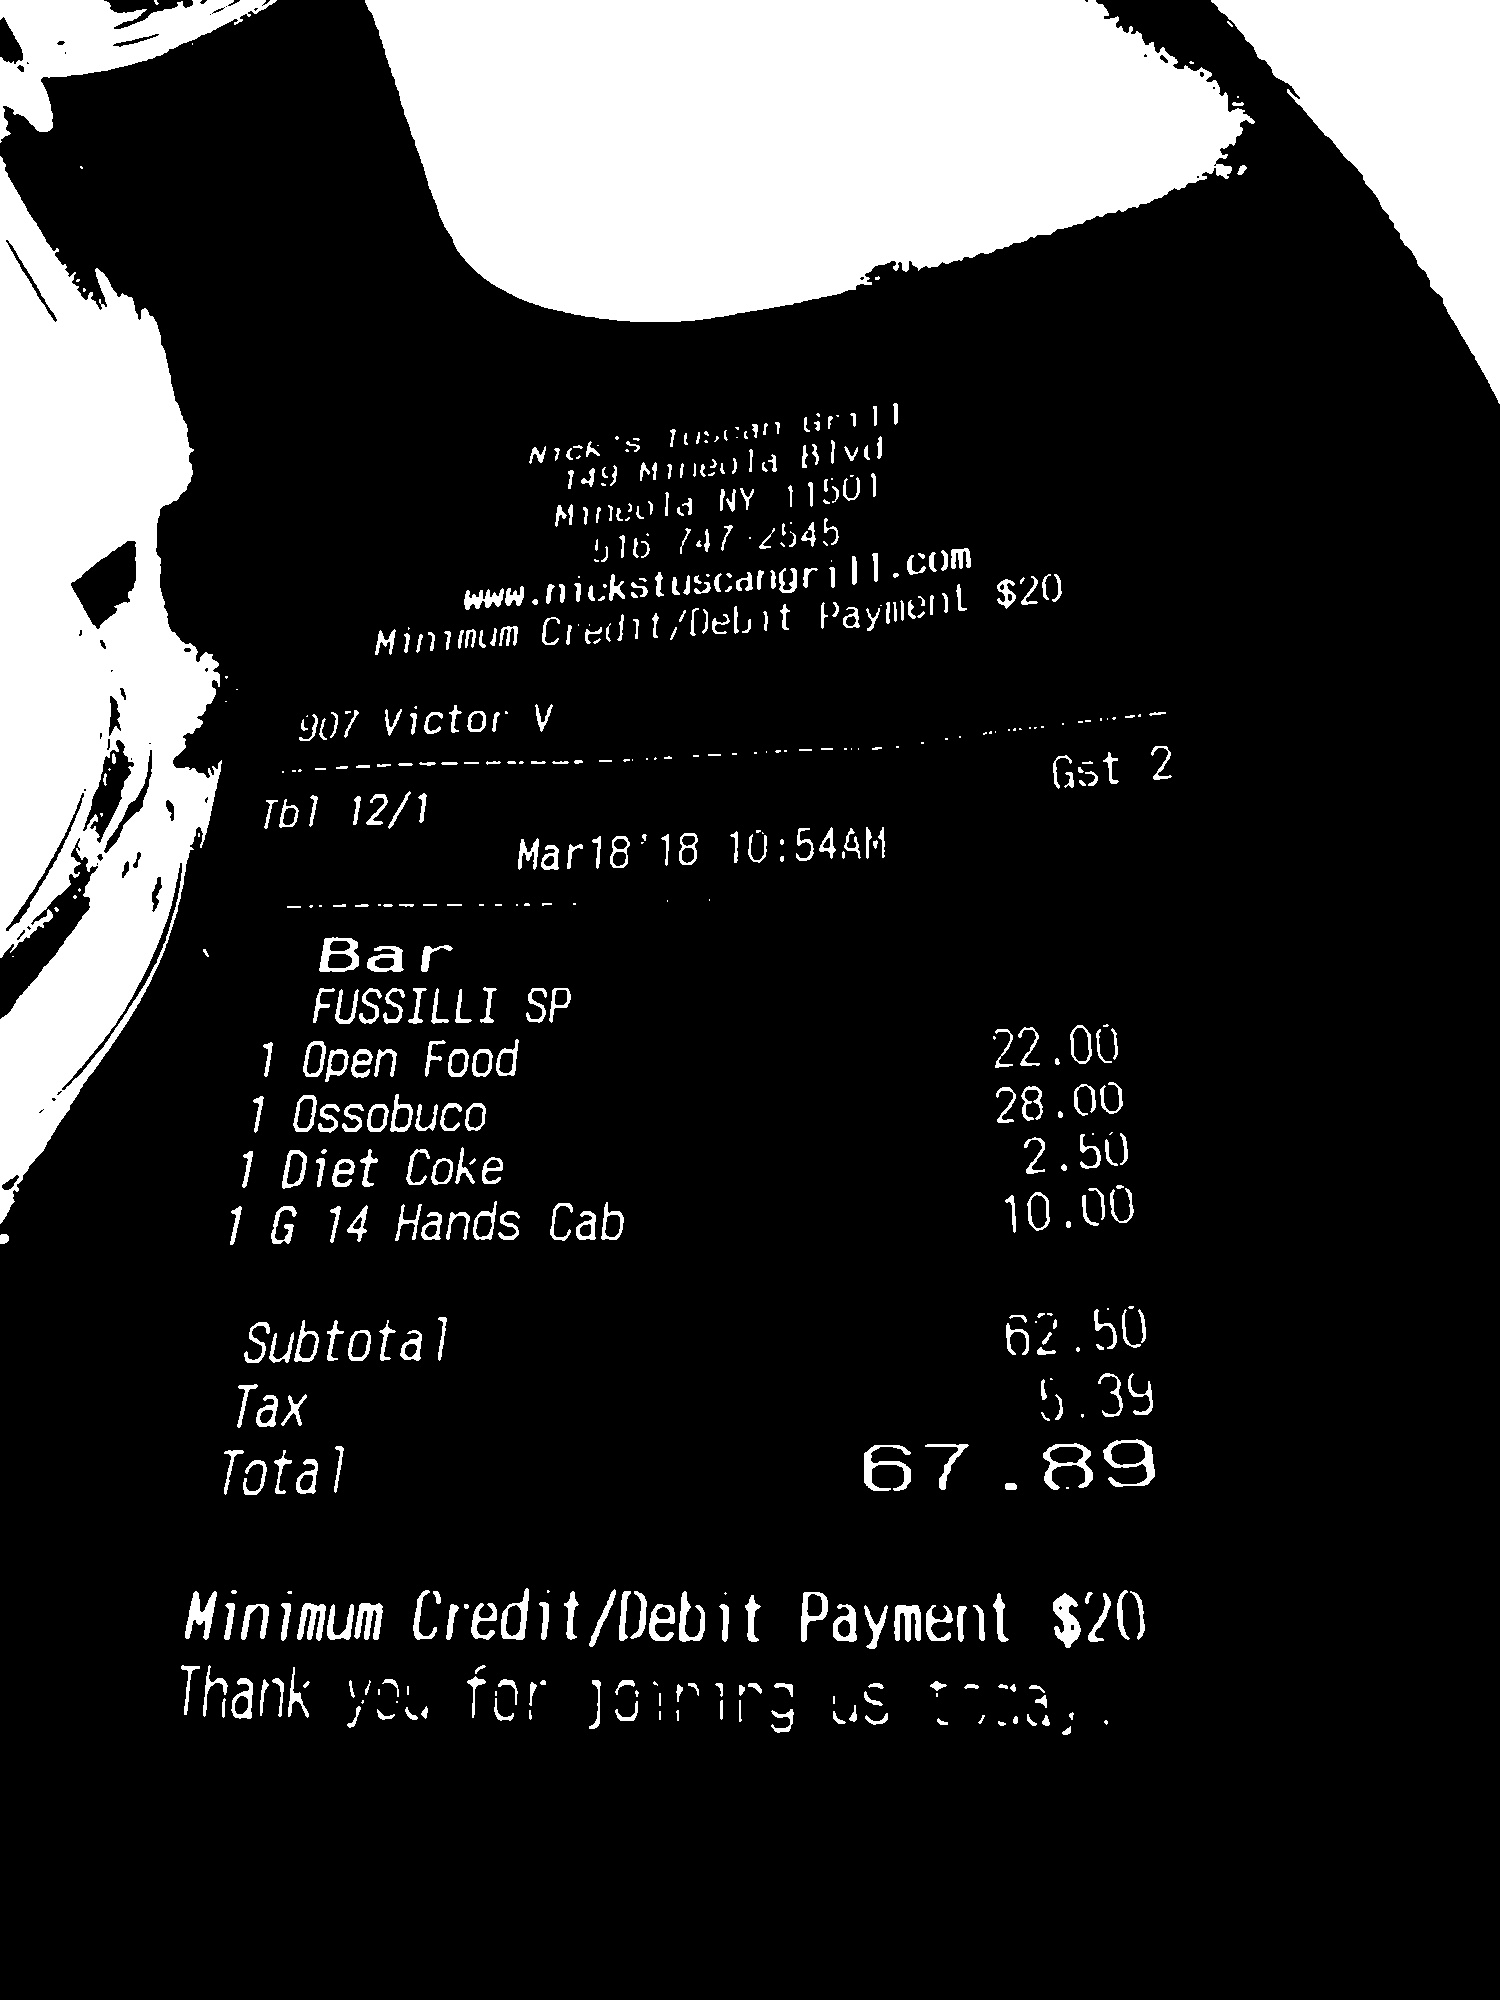 Nick's Tuscan Grill
149 Mineola Blvd
Mineola NY 11501
516 747-2545
www.nickstuscangrill.com
Minimum Credit/Debit Payment $20
907 Victor V
Tbl 12/1 Gst 2
Mar18'18 10:54AM
Bar
FUSSILLI SP
1 Open Food 22.00
1 Ossobuco 28.00
1 Diet Coke 2.50
1 G 14 Hands Cab 10.00
Subtotal 62.50
Tax 5.39
Total 67.89
Minimum Credit/Debit Payment $20
Thank you for joining us today.